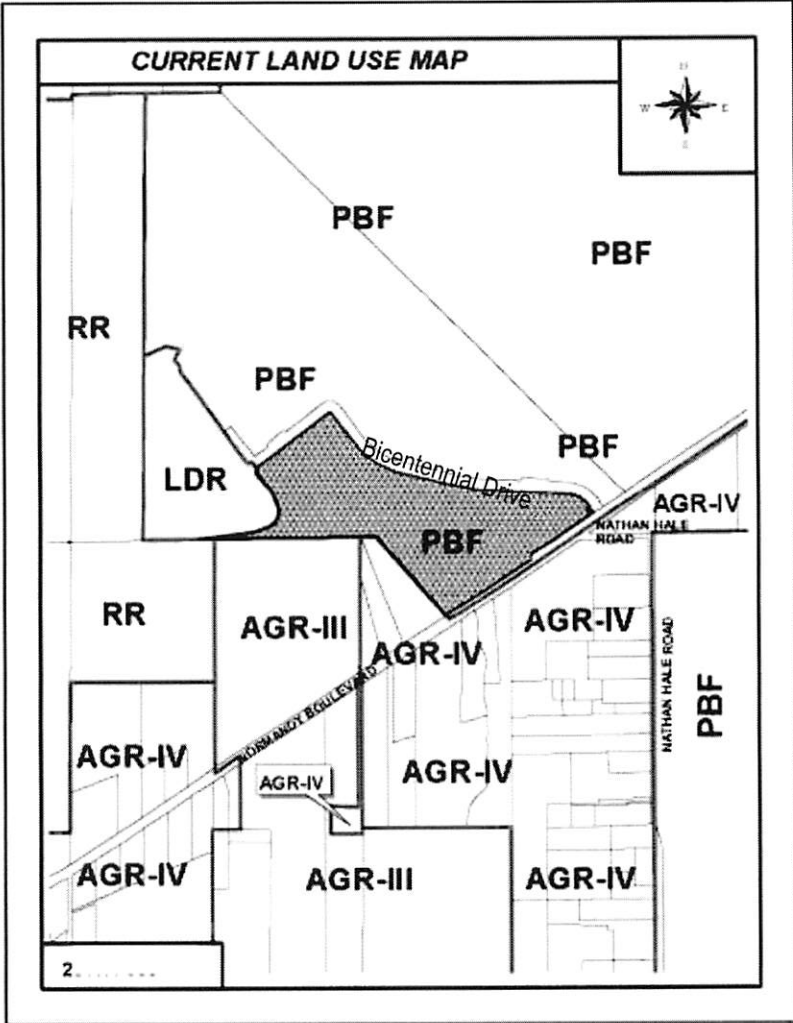 CURRENT LAND USE MAP
W
E
PBF
PBF
RR
PBF
Bicentennial Drive
PBF
LDR
AGR-IV
NATHAN HALE
ROAD
PBF
RR
AGR-III
AGR-IV
AGR-IV
NATHAN HALE ROAD
PBF
NORMANDY BOULEVARD
AGR-IV
AGR-IV
AGR-IV
AGR-IV
AGR-III
AGR-IV
2